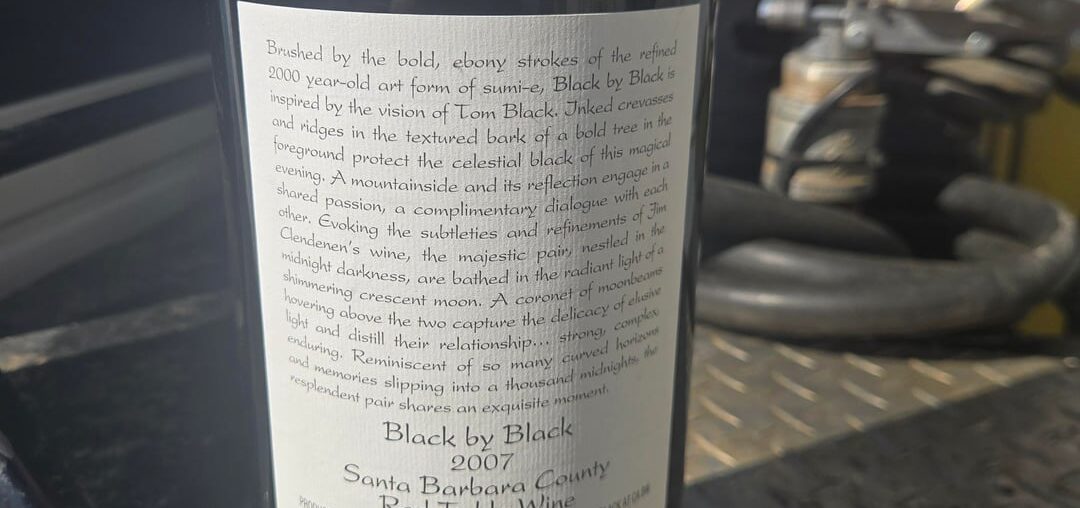 Brushed by the bold, ebony strokes of the refined
2000 year-old art form of sumi-e, Black by Black is
inspired by the vision of Tom Black. Inked crevasses
and ridges in the textured bark of a bold tree in the
foreground protect the celestial black of this magical
evening. A mountainside and its reflection engage in a
shared passion, a complimentary dialogue with each
other. Evoking the subtleties and refinements of Jim
Clendenen's wine, the majestic pair, nestled in the
midnight darkness, are bathed in the radiant light of a
shimmering crescent moon. A coronet of moonbeams
hovering above the two capture the delicacy of elusive
light and distill their relationship... strong, complex,
enduring. Reminiscent of so many curved horizons
and memories slipping into a thousand midnights, the
resplendent pair shares an exquisite moment.
Black by Black
2007
Santa Barbara County
Red Table Wine